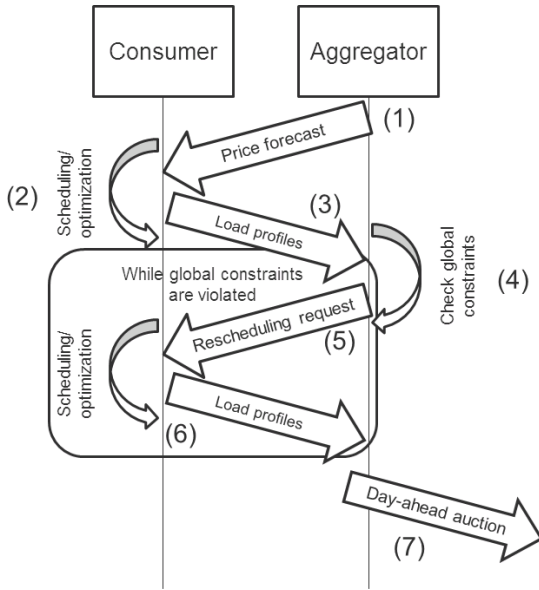 Consumer
Aggregator
(1)
Price forecast
(2)
Scheduling/
optimization
(3)
Load profiles
(4)
Check global
constraints
While global constraints
are violated
Rescheduling request
(5)
Scheduling/
optimization
Load profiles
(6)
Day-ahead auction
(7)